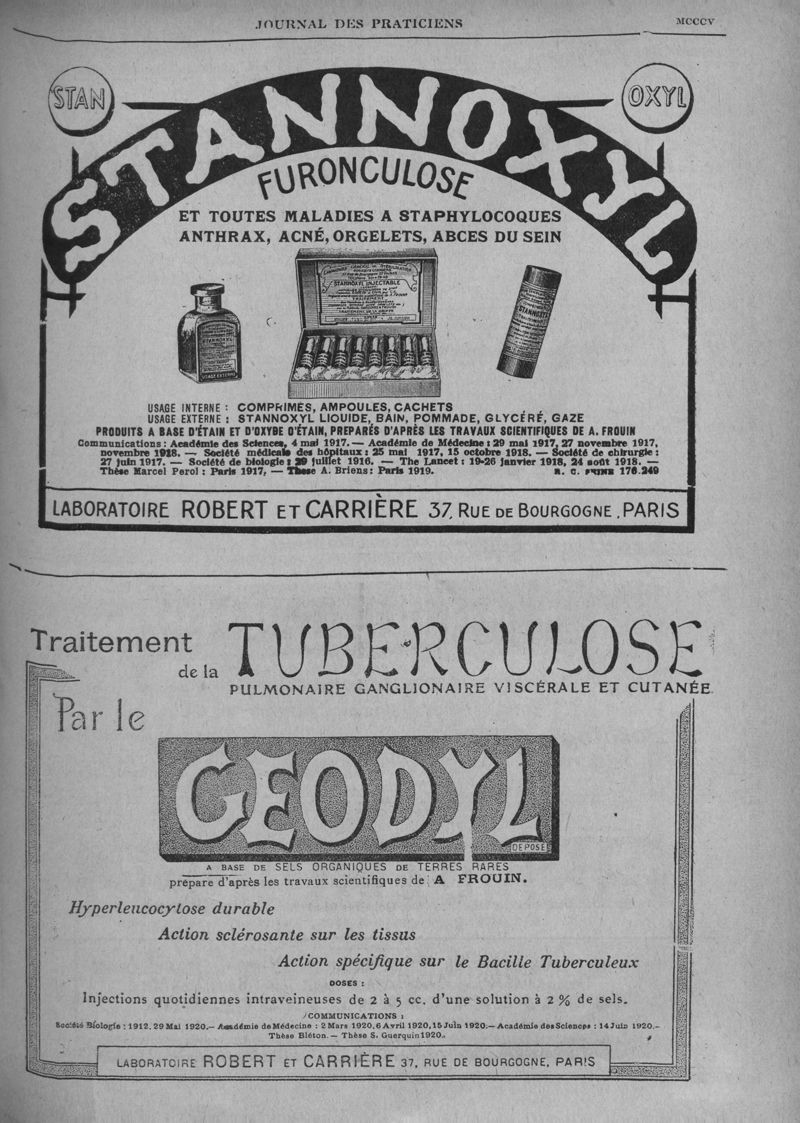 JOURNAL DES PRATICIENS
MCCCV
STAN
OXYL
STANNOXYL
FURONCULOSE
ET TOUTES MALADIES A STAPHYLOCOQUES
ANTHRAX, ACNÉ, ORGELETS, ABCES DU SEIN
STANNOXYL INJECTABLE
TRAITEMENT
STANNOXYL
USAGE EXTERNE
STANNOXYL
USAGE INTERNE : COMPRIMÉS, AMPOULES, CACHETS
USAGE EXTERNE : STANNOXYL LIQUIDE, BAIN, POMMADE, GLYCÉRÉ, GAZE
PRODUITS A BASE D'ÉTAIN ET D'OXYDE D'ÉTAIN, PREPARÉS D'APRÈS LES TRAVAUX SCIENTIFIQUES DE A. FROUIN
Communications : Académie des Sciences, 4 mai 1917. — Académie de Médecine : 29 mai 1917, 27 novembre 1917,
novembre 1918. — Société médicale des hôpitaux : 25 mai 1917, 15 octobre 1918. — Société de chirurgie :
27 juin 1917. — Société de biologie : 29 juillet 1916. — The Lancet : 19-26 janvier 1918, 24 août 1918. —
Thèse Marcel Perol : Paris 1917, — Thèse A. Briens : Paris 1919. R. C. 176.249
LABORATOIRE ROBERT ET CARRIÈRE 37, RUE DE BOURGOGNE, PARIS
Traitement
de la TUBERCULOSE
PULMONAIRE GANGLIONAIRE VISCÉRALE ET CUTANÉE
Par le
GEODYL
DÉPOSÉ
A BASE DE SELS ORGANIQUES DE TERRES RARES
préparé d'après les travaux scientifiques de : A FROUIN.
Hyperleucocytose durable
Action sclérosante sur les tissus
Action spécifique sur le Bacille Tuberculeux
DOSES :
Injections quotidiennes intraveineuses de 2 à 5 cc. d'une solution à 2 % de sels.
COMMUNICATIONS :
Société Biologie : 1912, 29 Mai 1920. — Académie de Médecine : 2 Mars 1920, 6 Avril 1920, 15 Juin 1920. — Académie des Sciences : 14 Juin 1920. —
Thèse Bléton. — Thèse S. Guerquin 1920.
LABORATOIRE ROBERT ET CARRIÈRE 37, RUE DE BOURGOGNE, PARIS